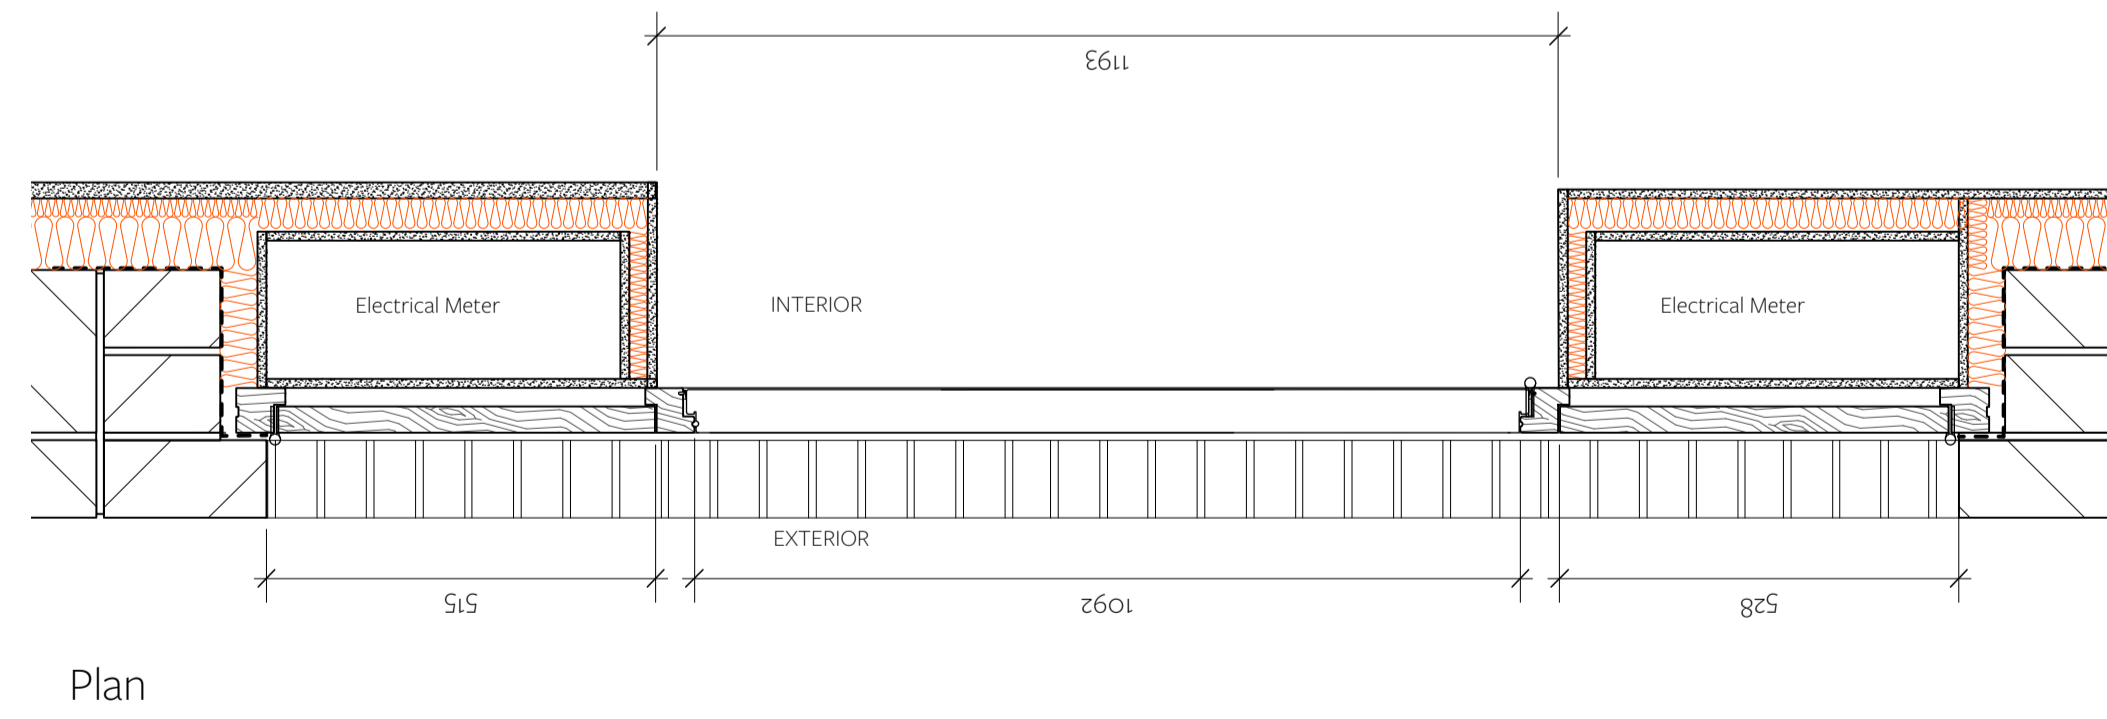 1193
Electrical Meter
INTERIOR
Electrical Meter
EXTERIOR
515
1092
528
Plan